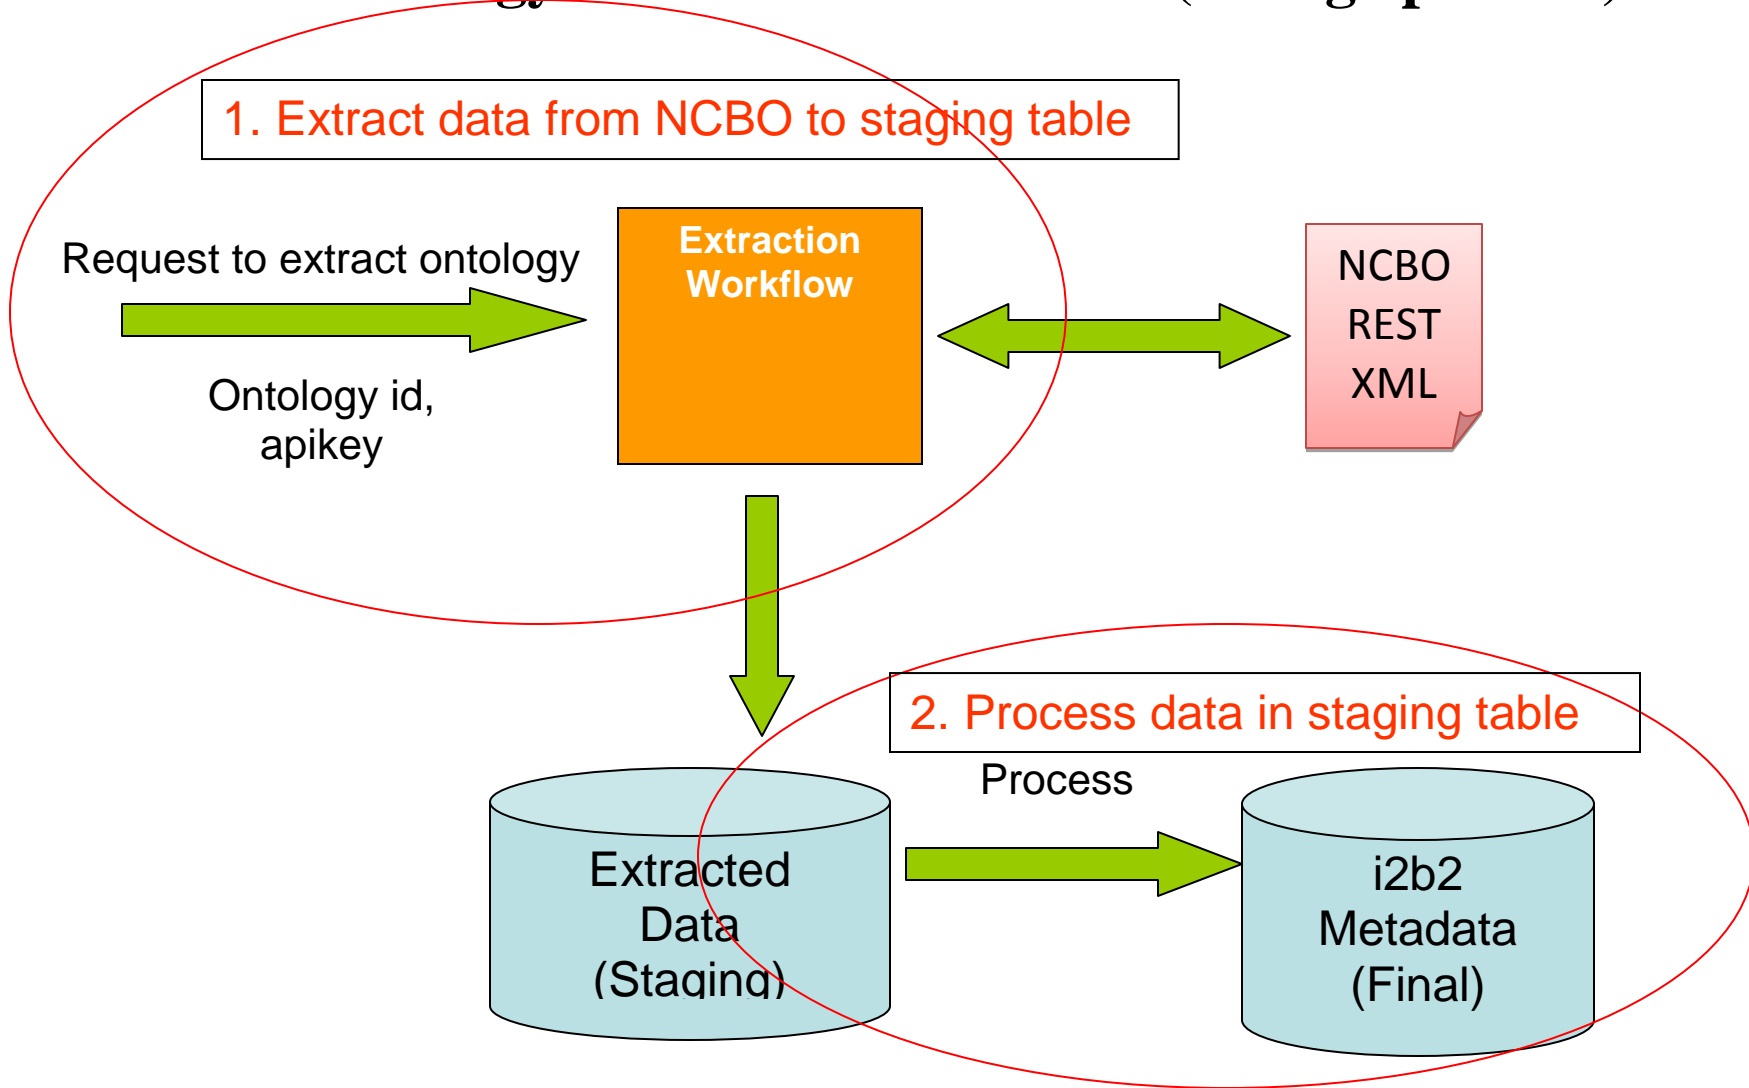 1. Extract data from NCBO to staging table
Request to extract ontology
Ontology id,
apikey
Extraction
Workflow
NCBO
REST
XML
2. Process data in staging table
Process
Extracted
Data
(Staging)
i2b2
Metadata
(Final)